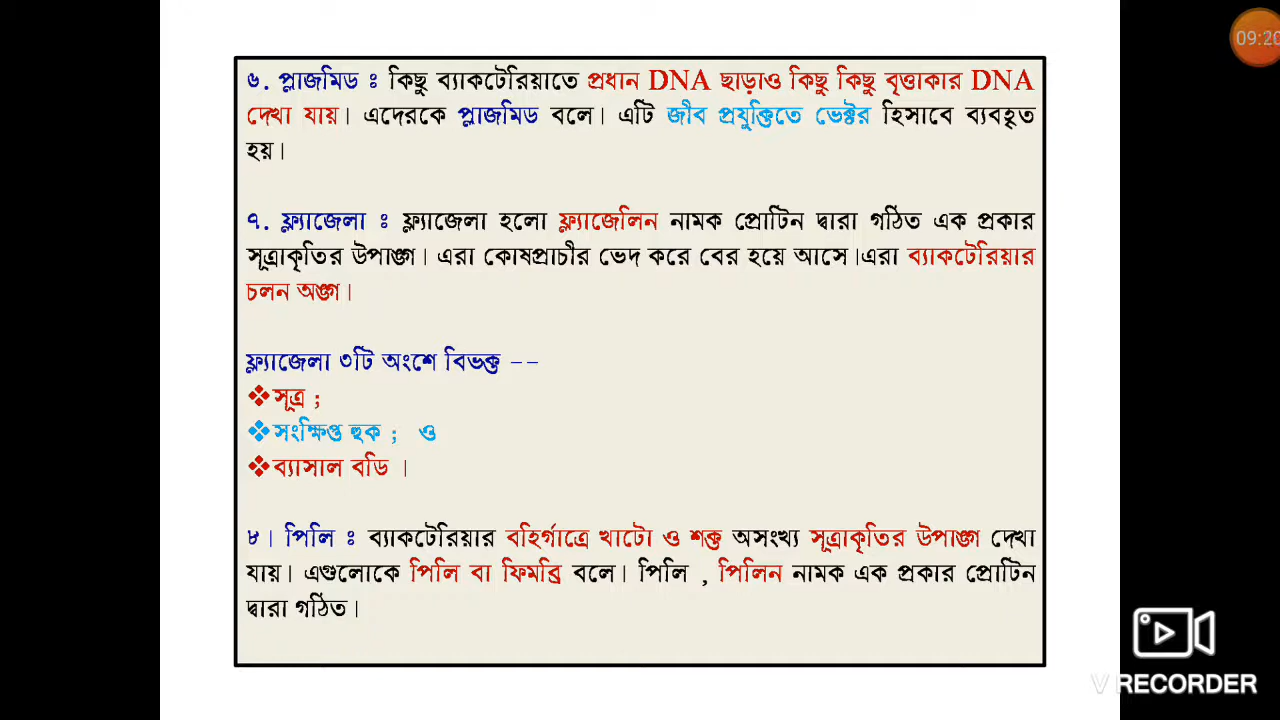 ৬. প্লাজমিড ঃ কিছু ব্যাকটেরিয়াতে প্রধান DNA ছাড়াও কিছু কিছু বৃত্তাকার DNA
দেখা যায়। এদেরকে প্লাজমিড বলে। এটি জীব প্রযুক্তিতে ভেক্টর হিসাবে ব্যবহৃত
হয়।
৭. ফ্ল্যাজেলা ঃ ফ্ল্যাজেলা হলো ফ্ল্যাজেলিন নামক প্রোটিন দ্বারা গঠিত এক প্রকার
সূত্রাকৃতির উপাঙ্গ। এরা কোষপ্রাচীর ভেদ করে বের হয়ে আসে।এরা ব্যাকটেরিয়ার
চলন অঙ্গ।
ফ্ল্যাজেলা ৩টি অংশে বিভক্ত --
❖সূত্র ;
❖সংক্ষিপ্ত হুক ; ও
❖ব্যাসাল বডি ।
৮। পিলি ঃ ব্যাকটেরিয়ার বহির্গাত্রে খাটো ও শক্ত অসংখ্য সূত্রাকৃতির উপাঙ্গ দেখা
যায়। এগুলোকে পিলি বা ফিমব্রি বলে। পিলি , পিলিন নামক এক প্রকার প্রোটিন
দ্বারা গঠিত।
09:20
V RECORDER